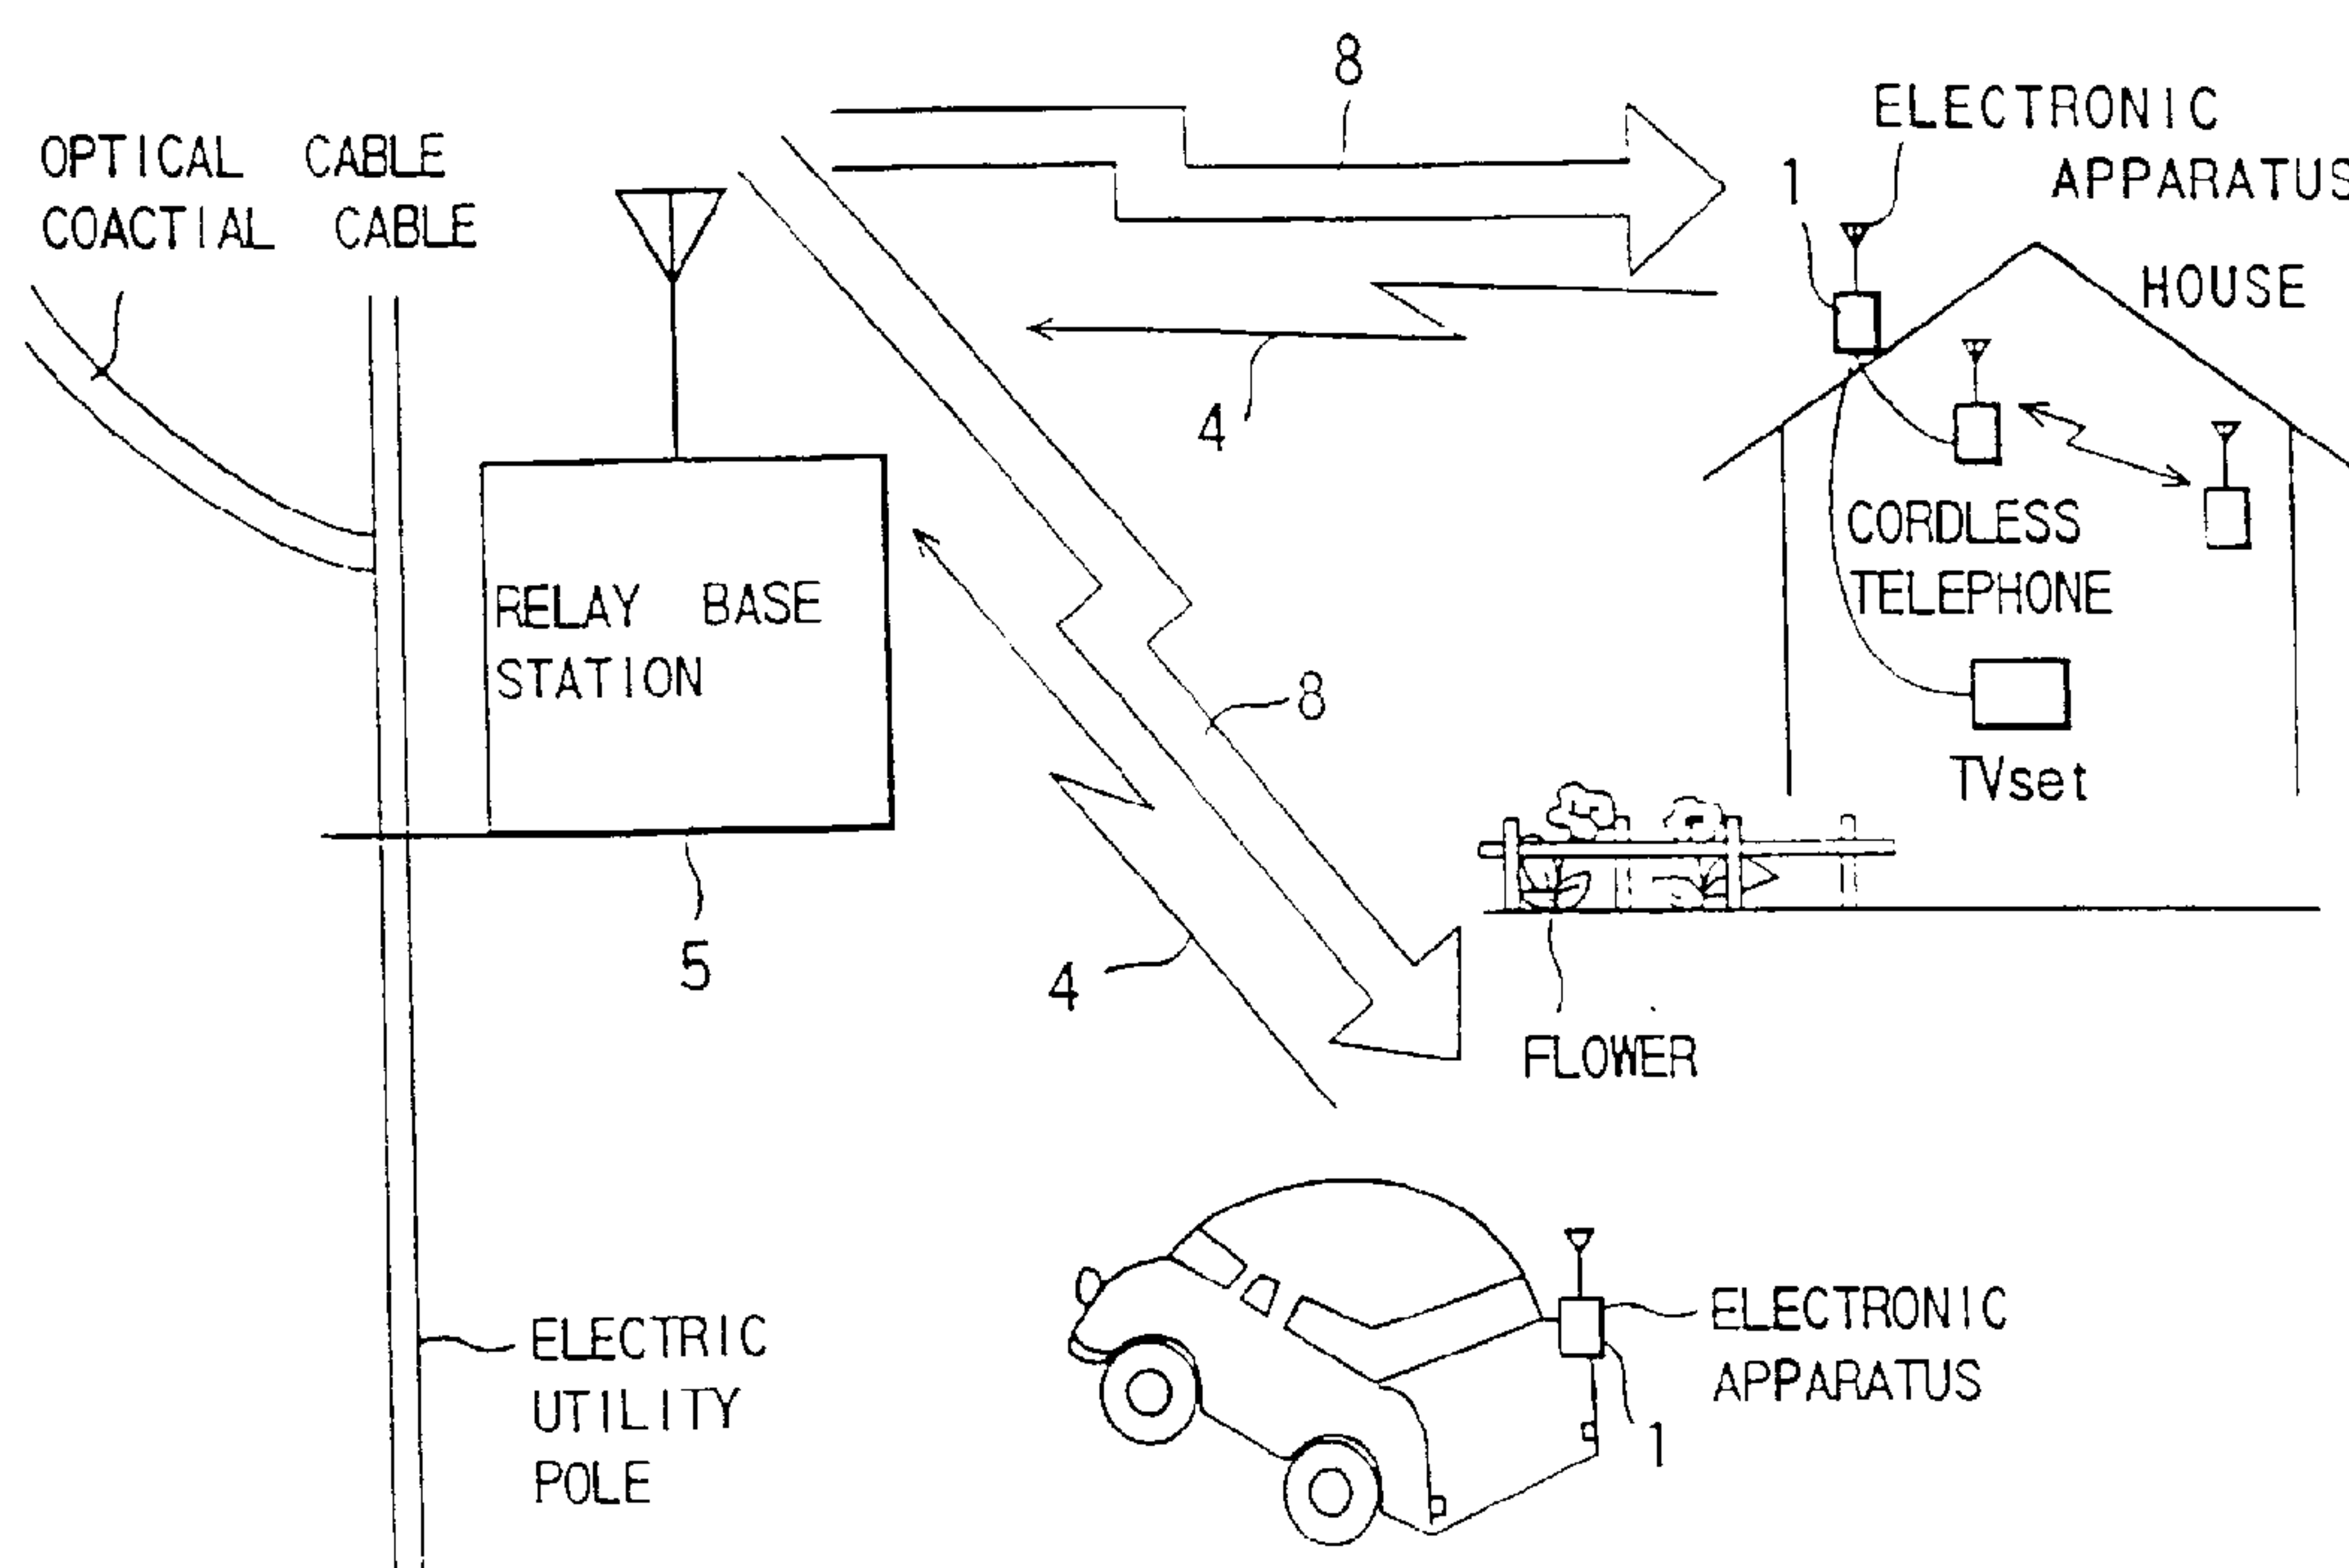 OPTICAL CABLE
COACTIAL CABLE
8
ELECTRONIC
APPARATUS
1
HOUSE
4
CORDLESS
TELEPHONE
RELAY BASE
STATION
8
TVset
5
4
FLOWER
ELECTRIC
UTILITY
POLE
ELECTRONIC
APPARATUS
1